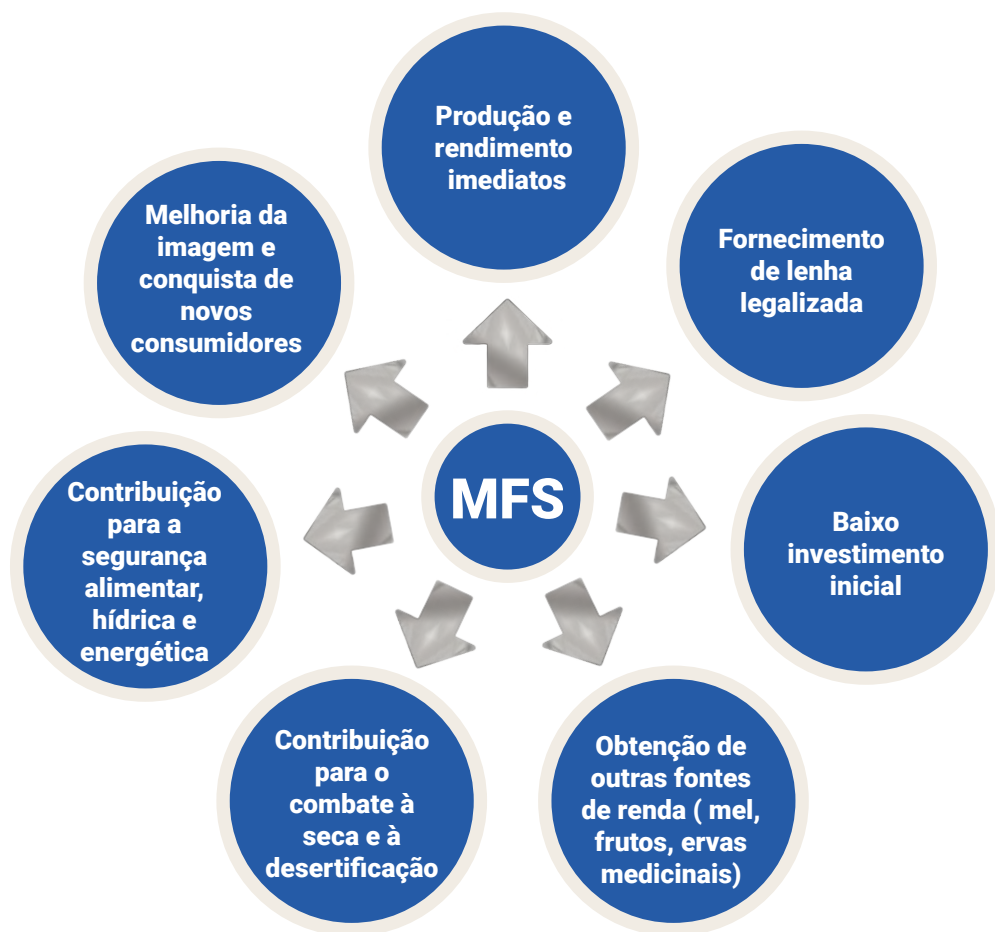 Produção e
rendimento
imediatos
Fornecimento
de lenha
legalizada
Baixo
investimento
inicial
Obtenção de
outras fontes
de renda ( mel,
frutos, ervas
medicinais)
Contribuição
para o
combate à
seca e à
desertificação
Contribuição
para a
segurança
alimentar,
hídrica e
energética
Melhoria da
imagem e
conquista de
novos
consumidores
MFS